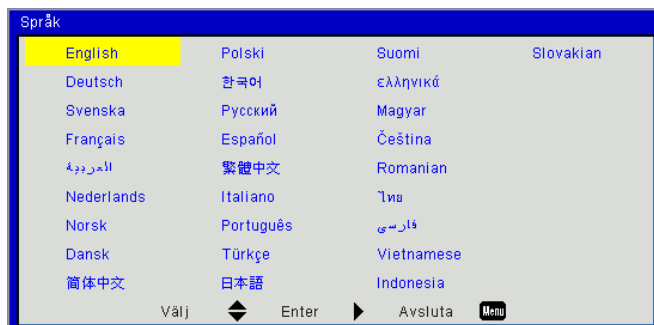 Språk
English Polski Suomi Slovakian
Deutsch 한국어 ελληνικά
Svenska Русский Magyar
Français Español Čeština
العربية 繁體中文 Romanian
Nederlands Italiano ไทย
Norsk Português فارسی
Dansk Türkçe Vietnamese
简体中文 日本語 Indonesia
Välj Enter Avsluta Menu